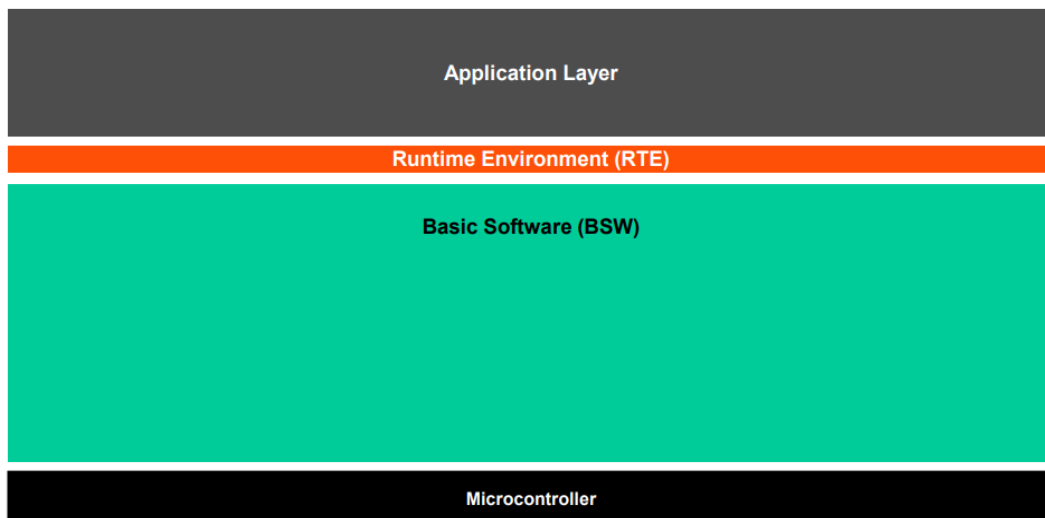 Application Layer
Runtime Environment (RTE)
Basic Software (BSW)
Microcontroller